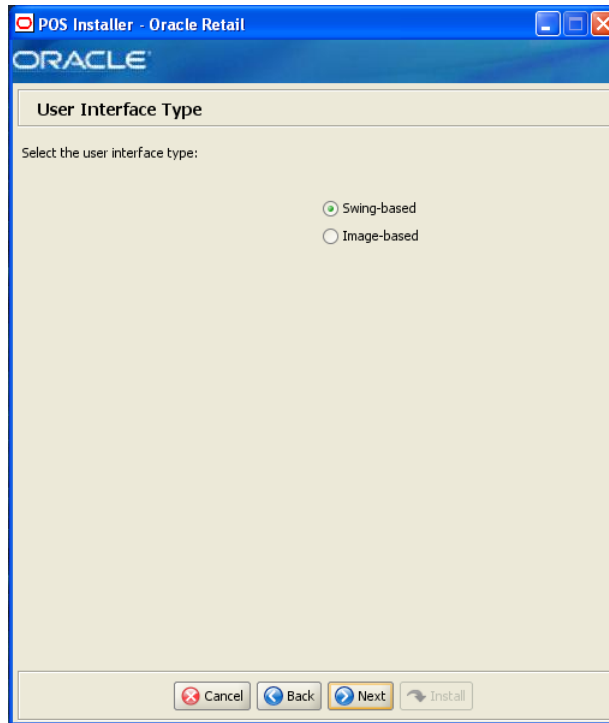 POS Installer - Oracle Retail
ORACLE
User Interface Type
Select the user interface type:
Swing-based
Image-based
Cancel Back Next Install